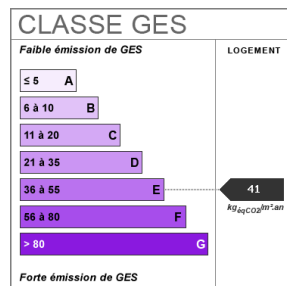 CLASSE GES
Faible émission de GES
LOGEMENT
≤ 5 A
6 à 10 B
11 à 20 C
21 à 35 D
36 à 55 E
41
kgéqCO2/m².an
56 à 80 F
> 80 G
Forte émission de GES